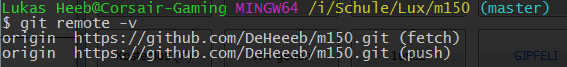 Lukas Heeb@Corsair-Gaming MINGW64 /i/Schule/Lux/m150 (master)
$ git remote -v
origin  https://github.com/DeHeeeb/m150.git (fetch)
origin  https://github.com/DeHeeeb/m150.git (push)
GIPFELI